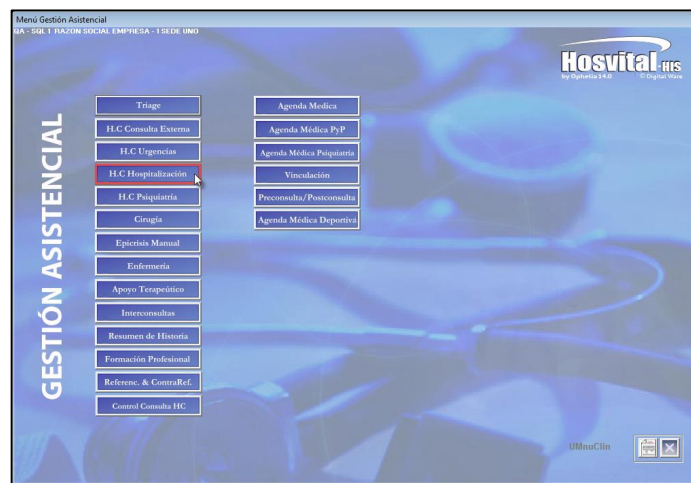 Menú Gestión Asistencial
QA - SQL 1 RAZON SOCIAL EMPRESA - 1 SEDE UNO
Hosvital-HIS
by Ophelia 14.0 © Digital Ware
GESTIÓN ASISTENCIAL
Triage
H.C Consulta Externa
H.C Urgencias
H.C Hospitalización
H.C Psiquiatría
Cirugía
Epicrisis Manual
Enfermería
Apoyo Terapeútico
Interconsultas
Resumen de Historia
Formación Profesional
Referenc. & ContraRef.
Control Consulta HC
Agenda Medica
Agenda Médica PyP
Agenda Médica Psiquiatría
Vinculación
Preconsulta/Postconsulta
Agenda Médica Deportiva
UMnuClin